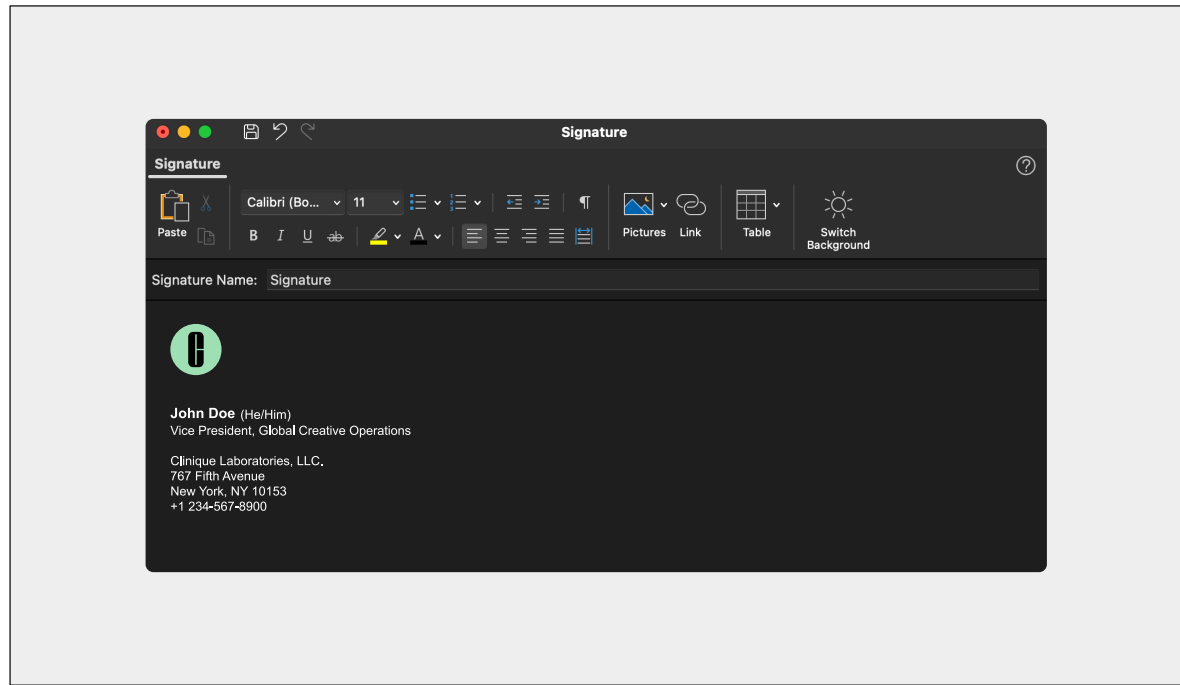 Signature
Signature
Calibri (Bo... 11
Paste
B I U ab A
Pictures Link Table Switch Background
Signature Name: Signature
C
John Doe (He/Him)
Vice President, Global Creative Operations
Clinique Laboratories, LLC.
767 Fifth Avenue
New York, NY 10153
+1 234-567-8900